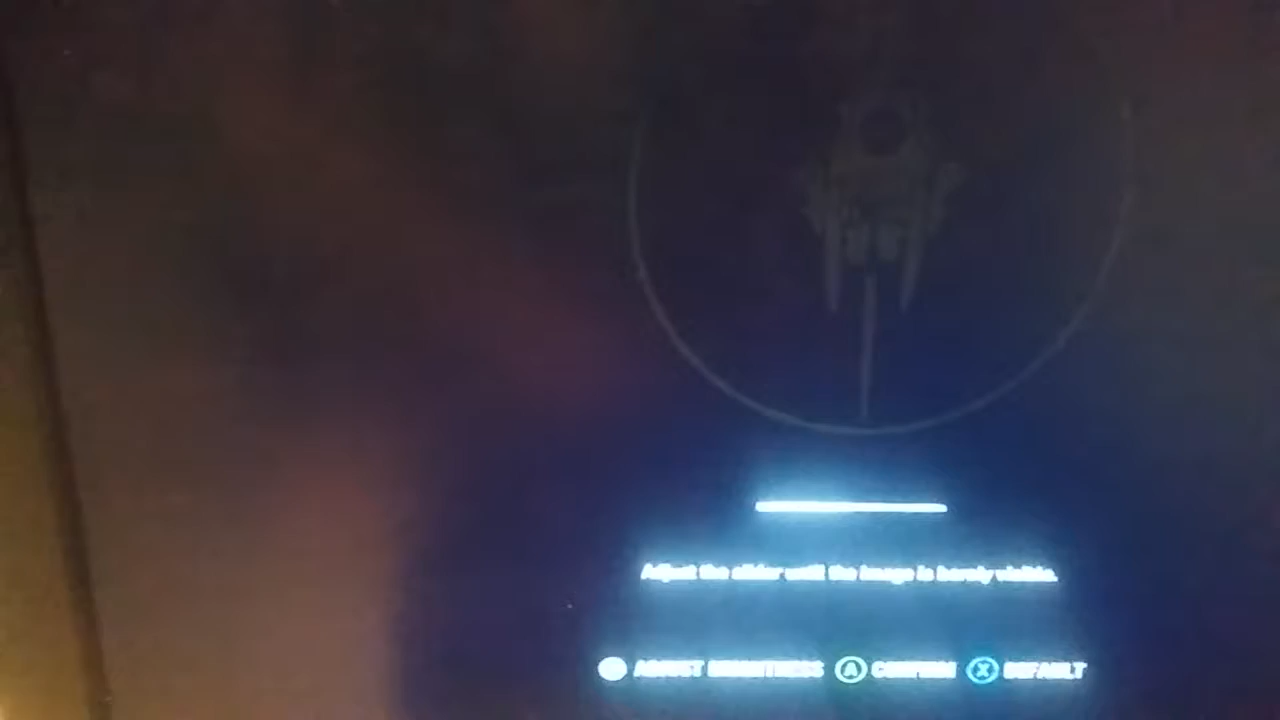 Adjust the slider until the image is barely visible.
ADJUST BRIGHTNESS A CONFIRM X DEFAULT